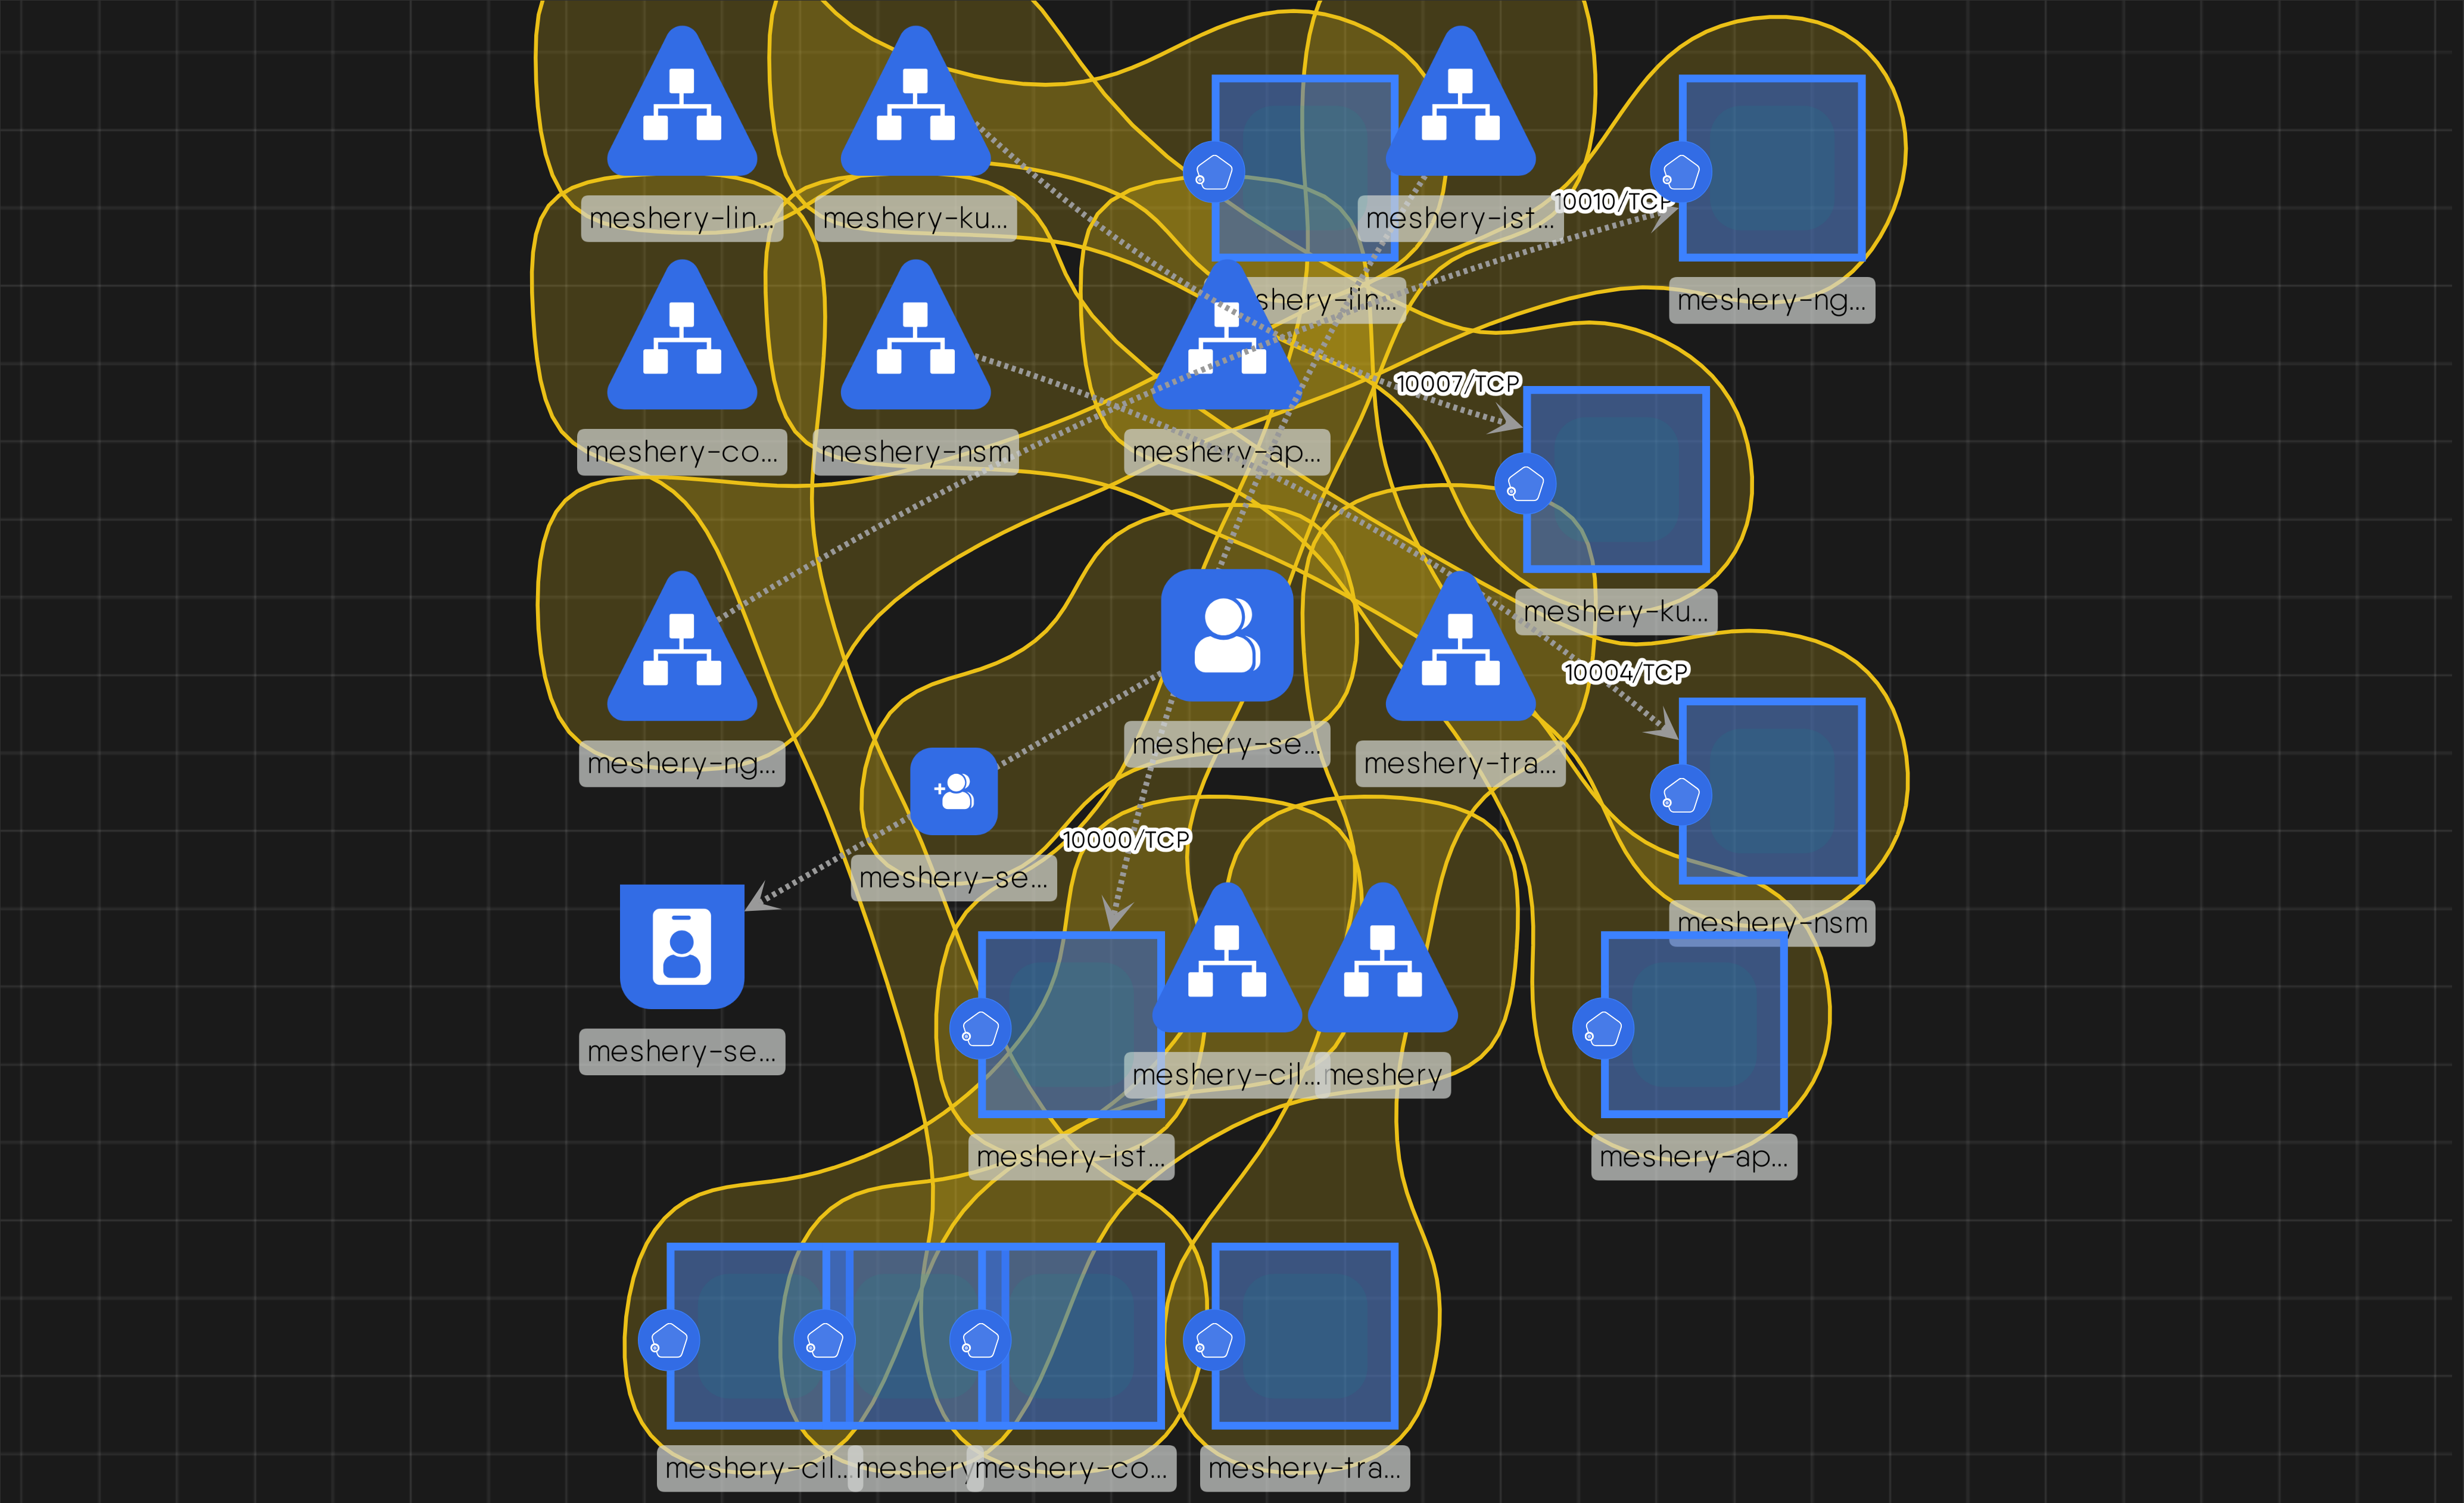 meshery-lin...
meshery-ku...
meshery-ist...
10010/TCP
shery-lin...
meshery-ng...
10007/TCP
meshery-co...
meshery-nsm
meshery-ap...
meshery-ku...
10004/TCP
meshery-ng...
meshery-se...
meshery-tra...
10000/TCP
meshery-se...
meshery-nsm
meshery-se...
meshery-cil...
meshery
meshery-ist...
meshery-ap...
meshery-cil...
meshery
meshery-co...
meshery-tra...